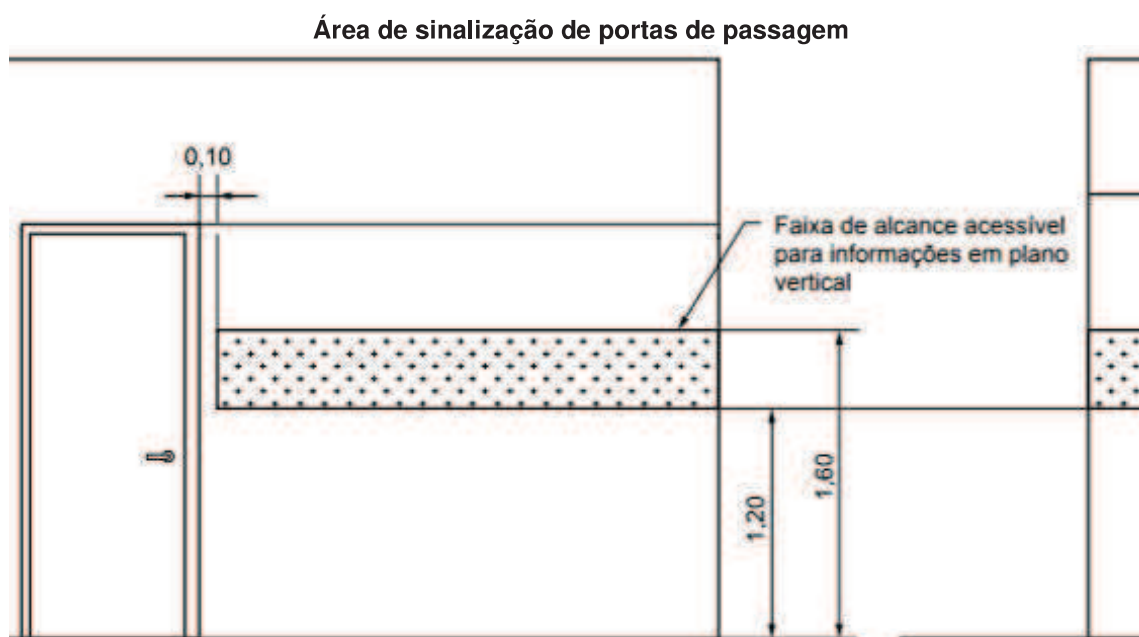 Área de sinalização de portas de passagem
0,10
Faixa de alcance acessível
para informações em plano
vertical
1,20
1,60